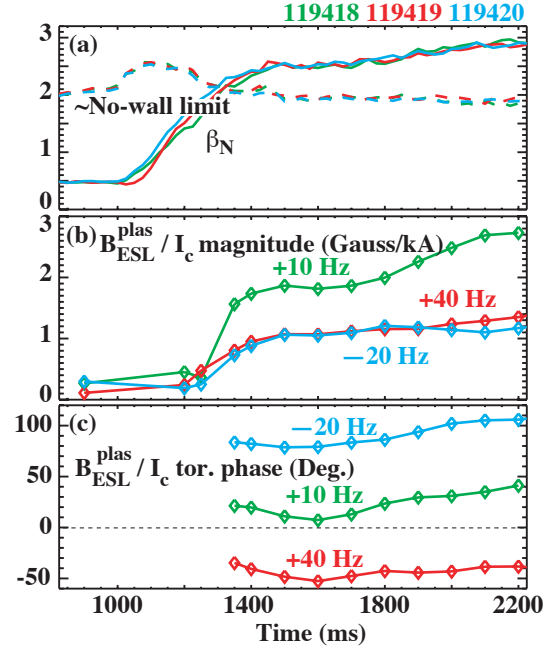 119418 119419 119420
3
(a)
2
~No-wall limit
β_N
1
0
(b)
B_ESL^plas / I_c magnitude (Gauss/kA)
3
+10 Hz
2
+40 Hz
1
−20 Hz
0
(c)
100
−20 Hz
B_ESL^plas / I_c tor. phase (Deg.)
50
+10 Hz
0
+40 Hz
-50
1000 1400 1800 2200
Time (ms)